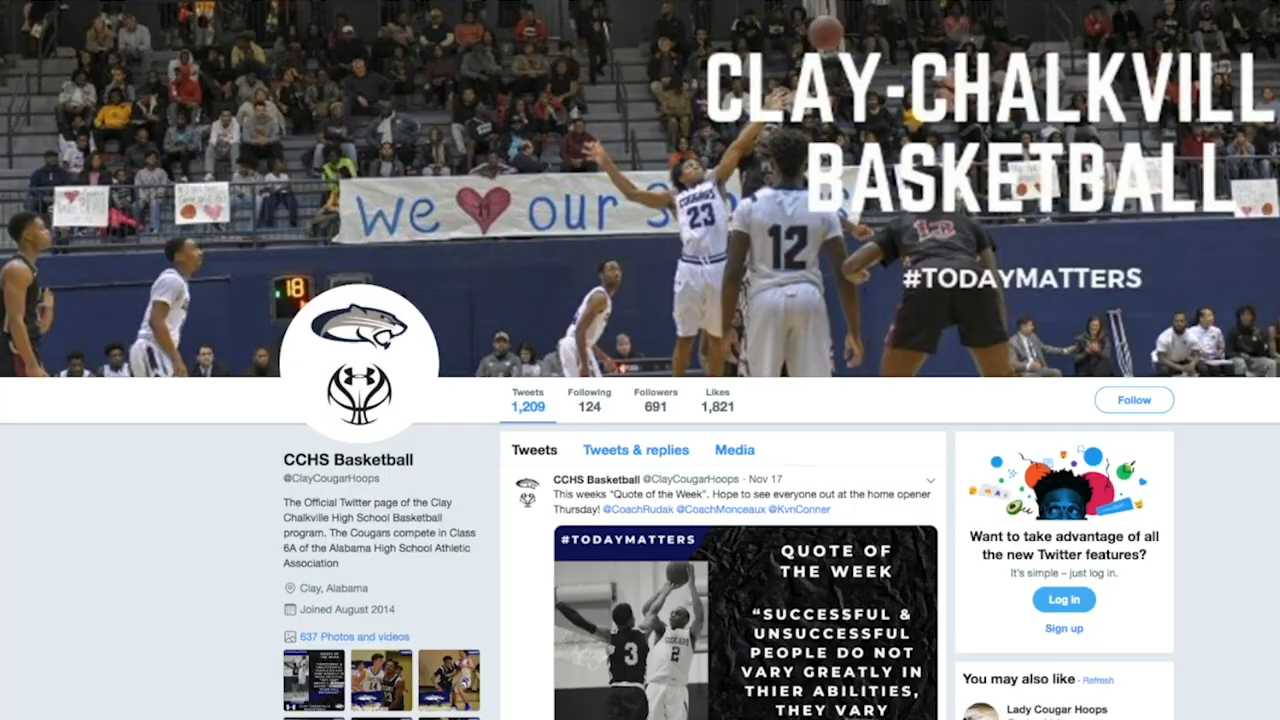 CLAY-CHALKVILL
BASKETBALL
We our S
COUGARS
23
12
#TODAYMATTERS
18
Tweets
1,209
Following
124
Followers
691
Likes
1,821
Follow
CCHS Basketball
@ClayCougarHoops
The Official Twitter page of the Clay
Chalkville High School Basketball
program. The Cougars compete in Class
6A of the Alabama High School Athletic
Association
Clay, Alabama
Joined August 2014
637 Photos and videos
Tweets Tweets & replies Media
CCHS Basketball @ClayCougarHoops · Nov 17
This weeks "Quote of the Week". Hope to see everyone out at the home opener
Thursday! @CoachRudak @CoachMonceaux @KvnConner
#TODAYMATTERS
3
2
QUOTE OF
THE WEEK
"SUCCESSFUL &
UNSUCCESSFUL
PEOPLE DO NOT
VARY GREATLY IN
THIER ABILITIES,
THEY VARY
Want to take advantage of all
the new Twitter features?
It's simple – just log in.
Log in
Sign up
You may also like · Refresh
Lady Cougar Hoops